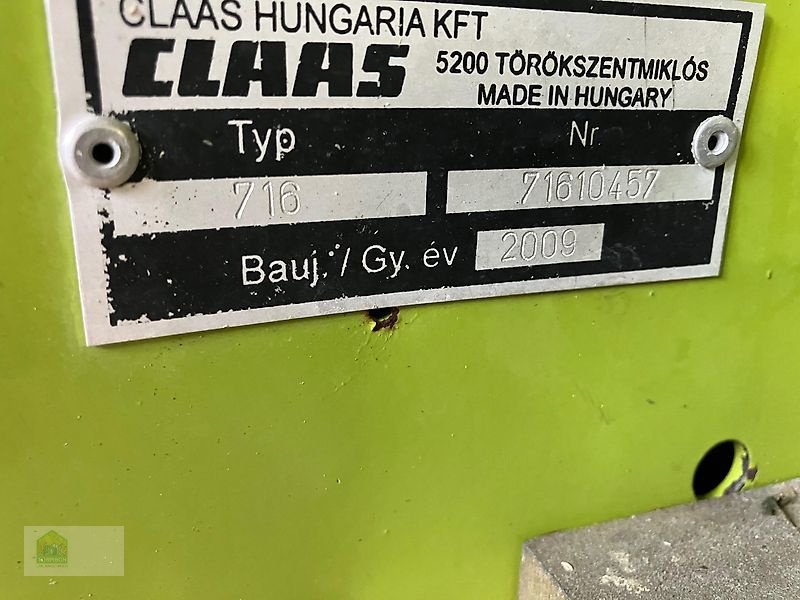 CLAAS HUNGARIA KFT
CLAAS
5200 TÖRÖKSZENTMIKLÓS
MADE IN HUNGARY
Typ
Nr
716
71610457
Bauj. / Gy. év
2009